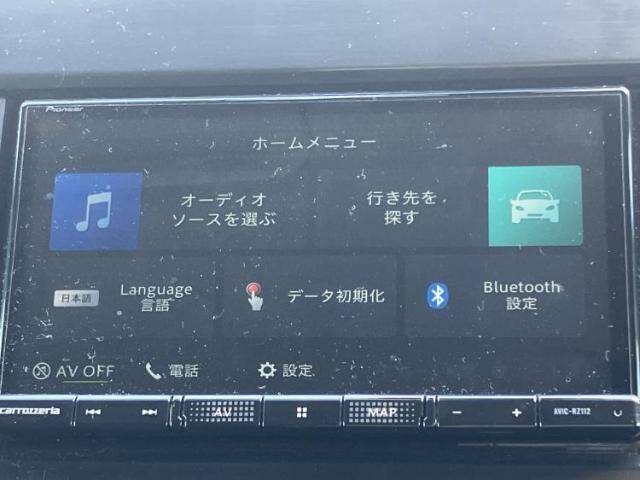 Pioneer
ホームメニュー
オーディオ
ソースを選ぶ
行き先を
探す
日本語
Language
言語
データ初期化
Bluetooth
設定
AV OFF
電話
設定
carrozzeria
AV
MAP
AVIC-RZ112